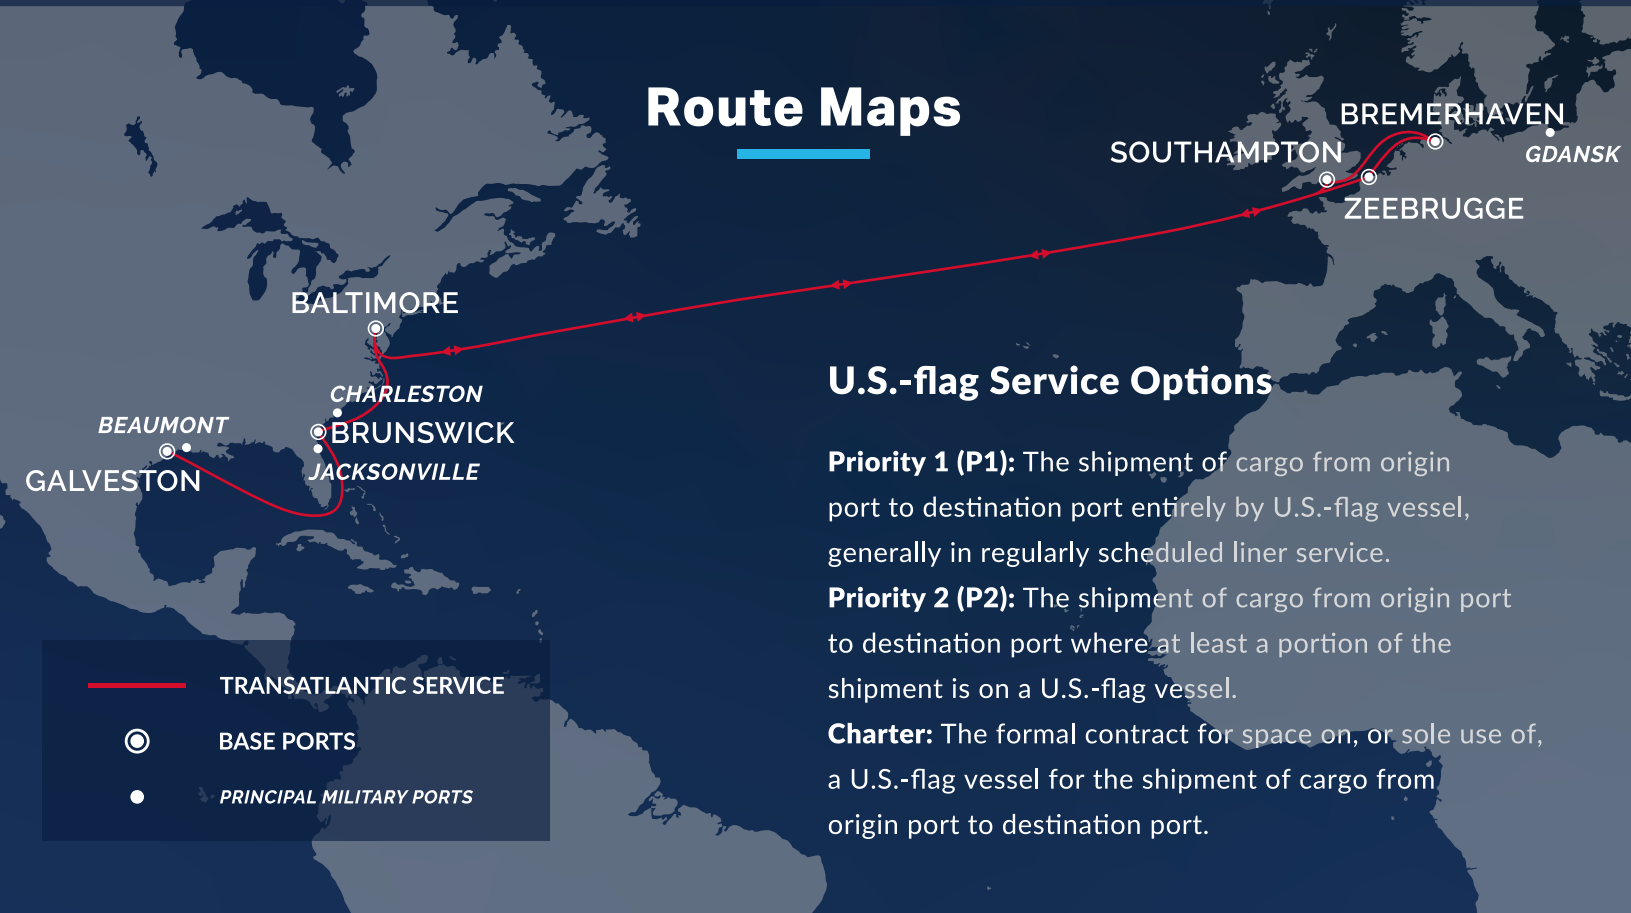 Route Maps
BREMERHAVEN
SOUTHAMPTON
GDANSK
ZEEBRUGGE
BALTIMORE
CHARLESTON
BEAUMONT
BRUNSWICK
JACKSONVILLE
GALVESTON
U.S.-flag Service Options
Priority 1 (P1): The shipment of cargo from origin
port to destination port entirely by U.S.-flag vessel,
generally in regularly scheduled liner service.
Priority 2 (P2): The shipment of cargo from origin port
to destination port where at least a portion of the
shipment is on a U.S.-flag vessel.
Charter: The formal contract for space on, or sole use of,
a U.S.-flag vessel for the shipment of cargo from
origin port to destination port.
TRANSATLANTIC SERVICE
BASE PORTS
PRINCIPAL MILITARY PORTS